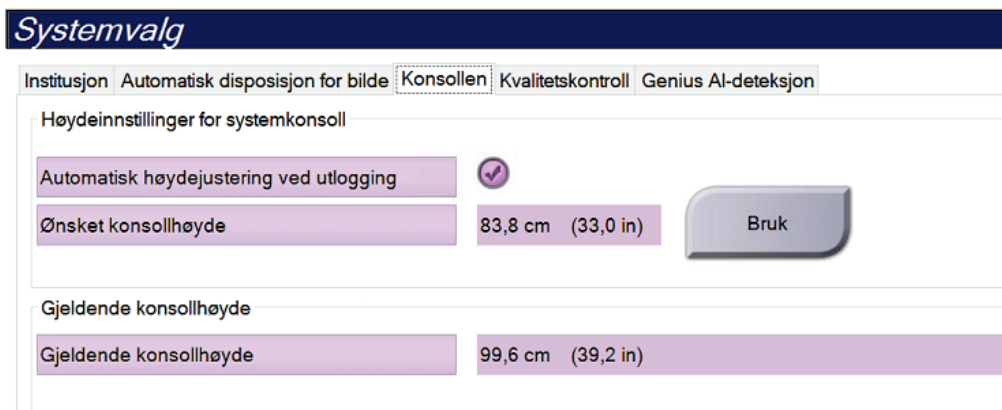 Systemvalg
Institusjon Automatisk disposisjon for bilde Konsollen Kvalitetskontroll Genius AI-deteksjon
Høydeinnstillinger for systemkonsoll
Automatisk høydejustering ved utlogging
Ønsket konsollhøyde 83,8 cm (33,0 in) Bruk
Gjeldende konsollhøyde
Gjeldende konsollhøyde 99,6 cm (39,2 in)